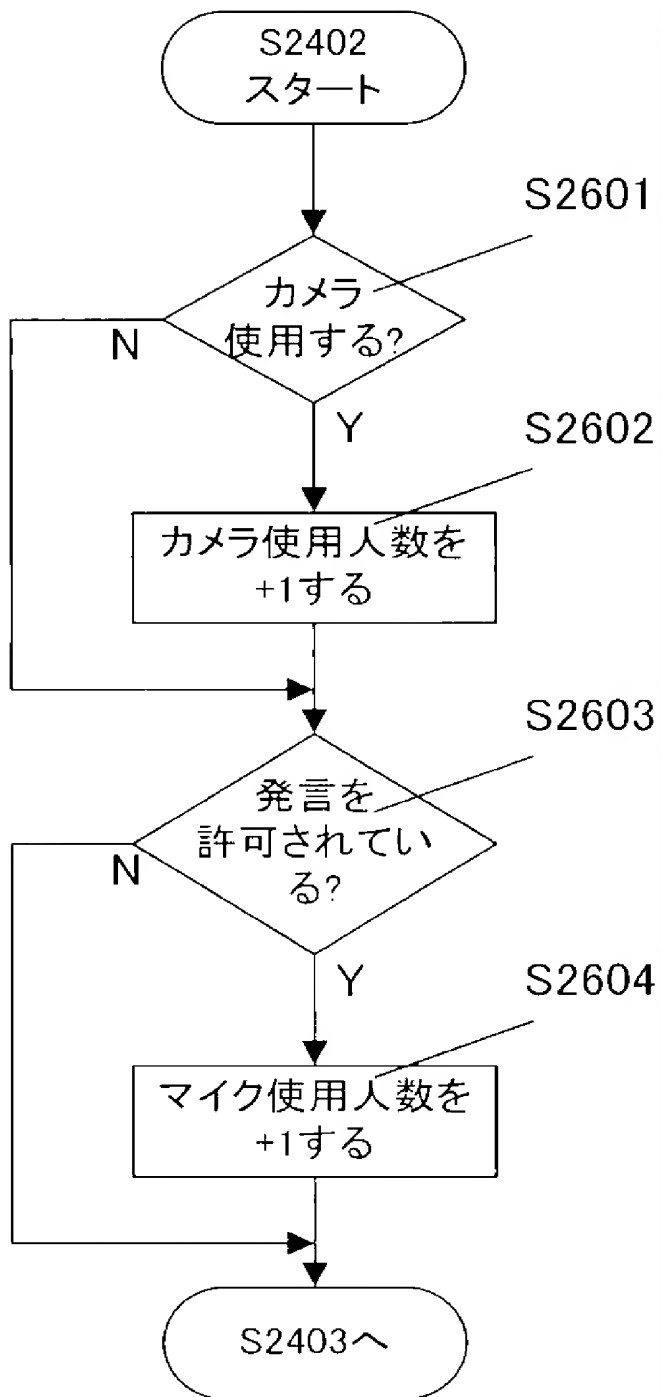 S2402
スタート
S2601
カメラ
使用する?
N
Y
S2602
カメラ使用人数を
+1する
S2603
発言を
許可されてい
る?
N
Y
S2604
マイク使用人数を
+1する
S2403へ